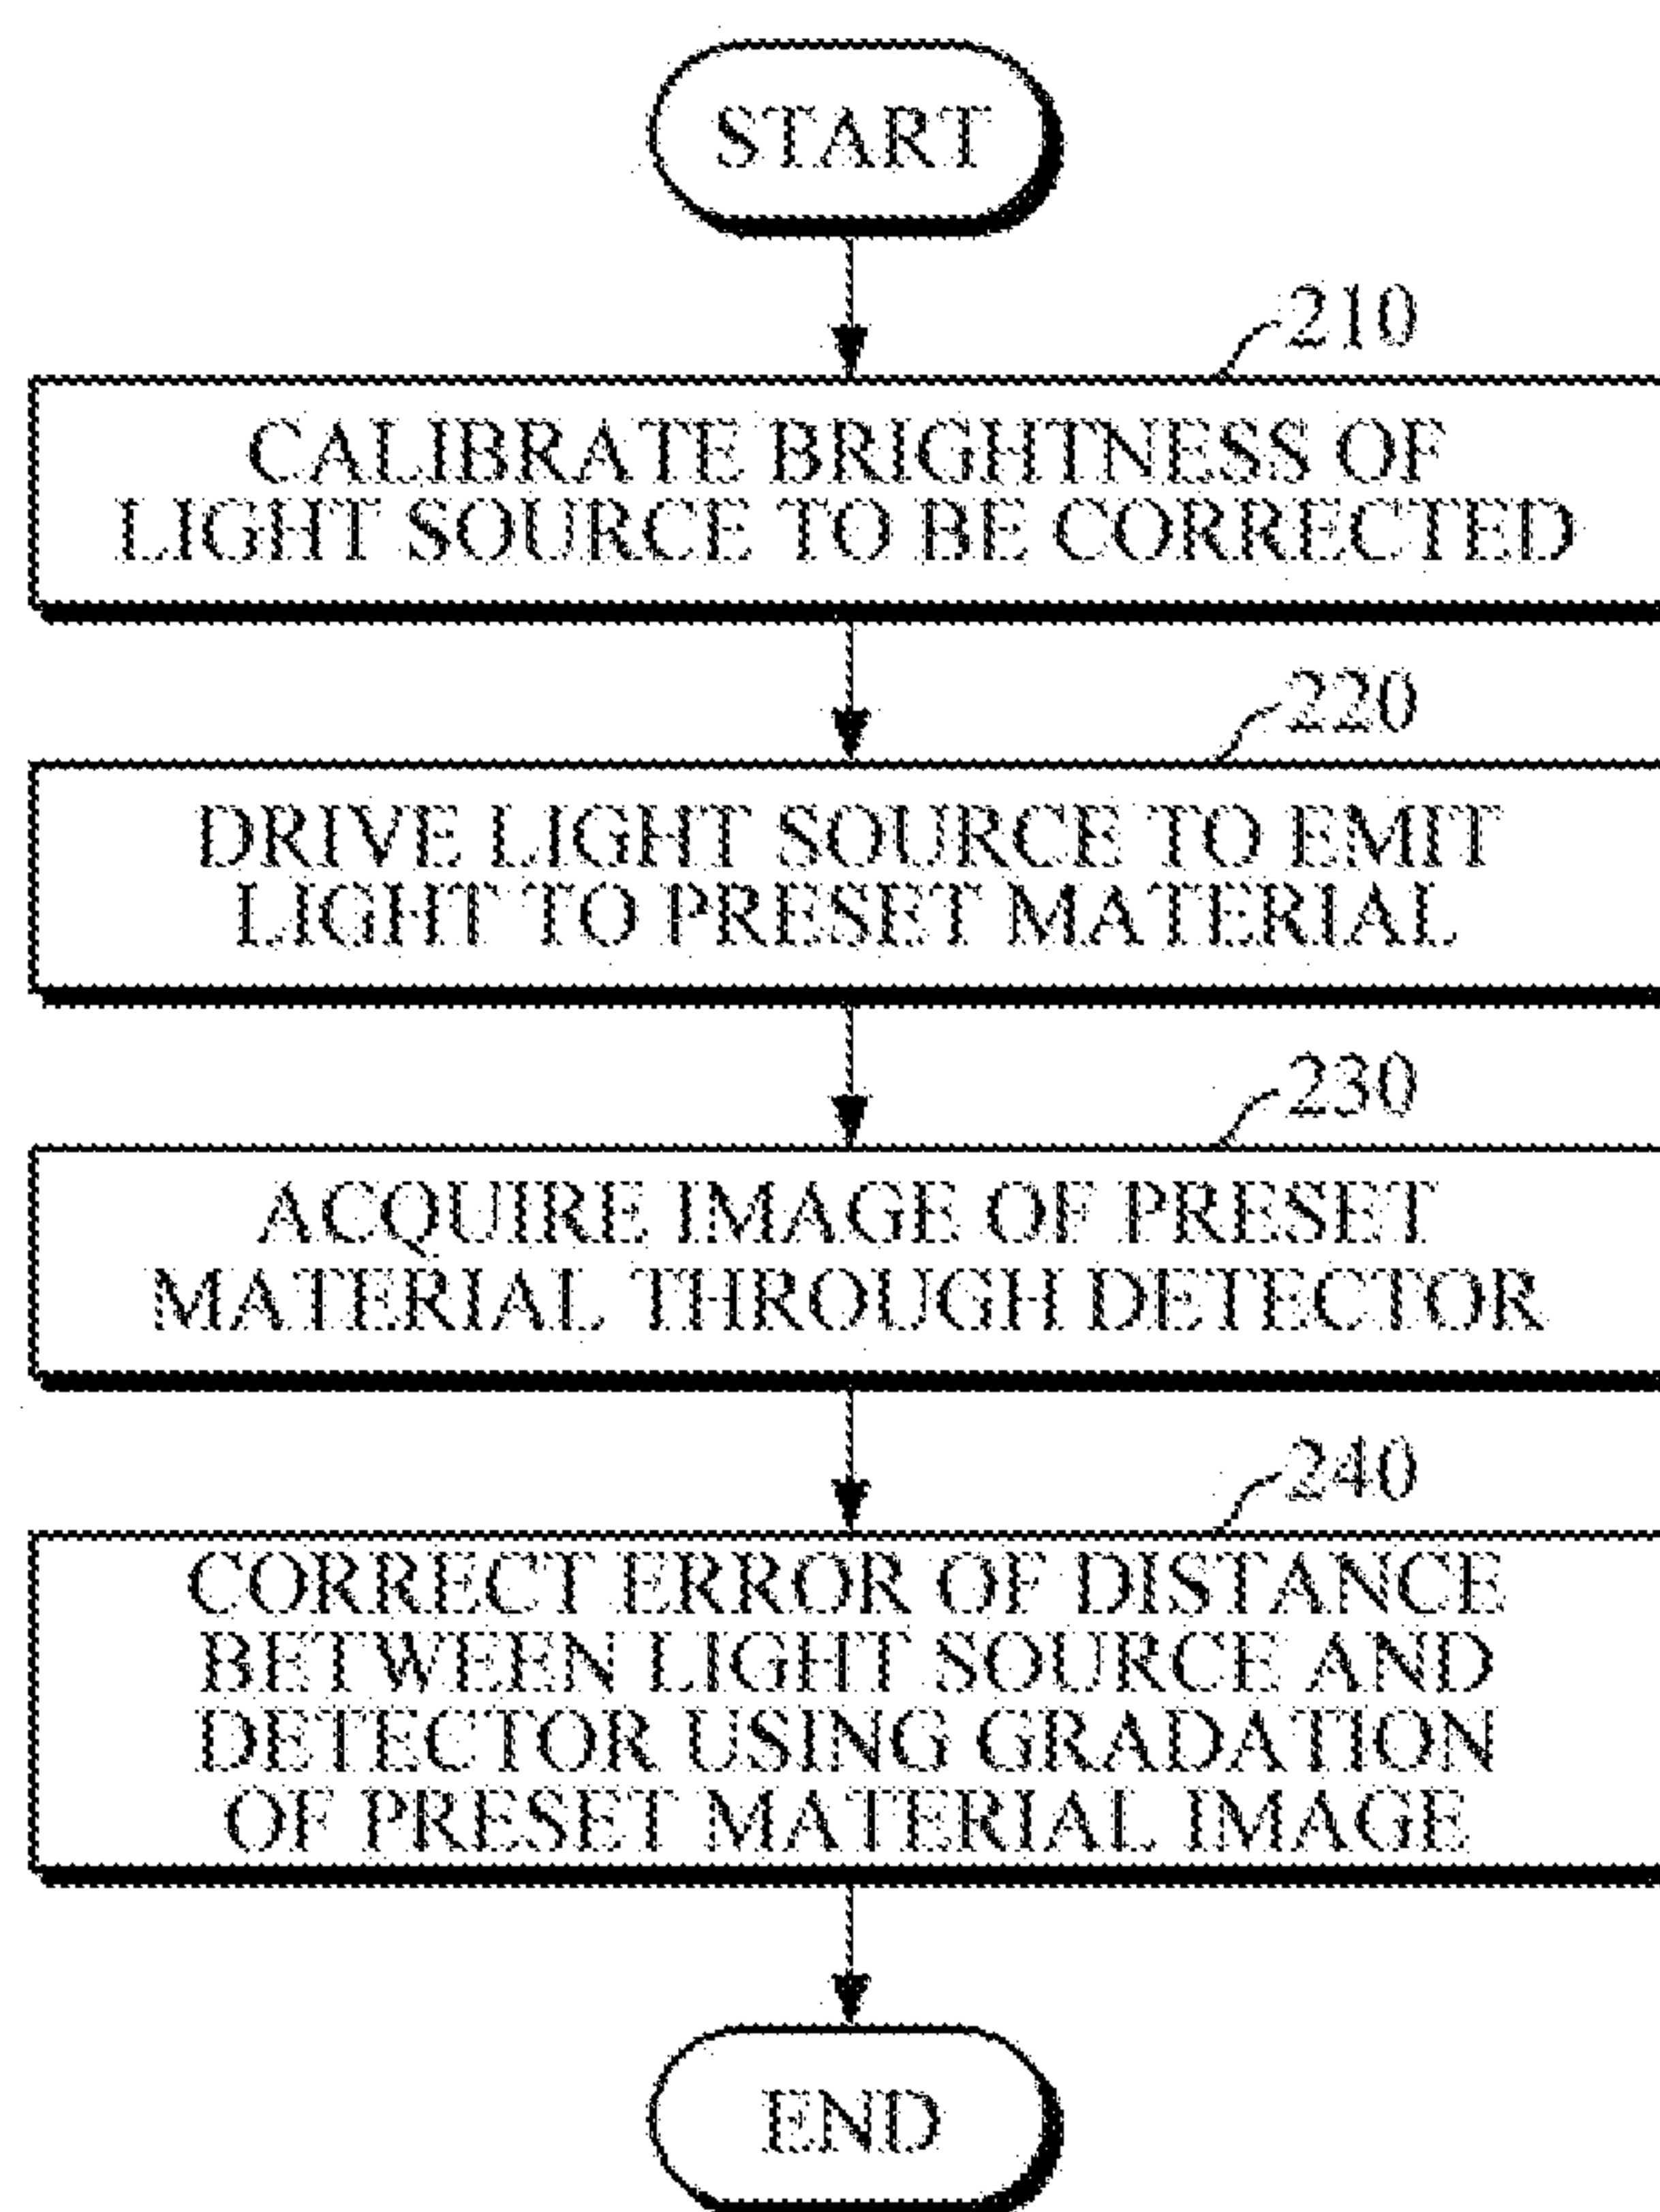 START
210
CALIBRATE BRIGHTNESS OF
LIGHT SOURCE TO BE CORRECTED
220
DRIVE LIGHT SOURCE TO EMIT
LIGHT TO PRESET MATERIAL
230
ACQUIRE IMAGE OF PRESET
MATERIAL THROUGH DETECTOR
240
CORRECT ERROR OF DISTANCE
BETWEEN LIGHT SOURCE AND
DETECTOR USING GRADATION
OF PRESET MATERIAL IMAGE
END